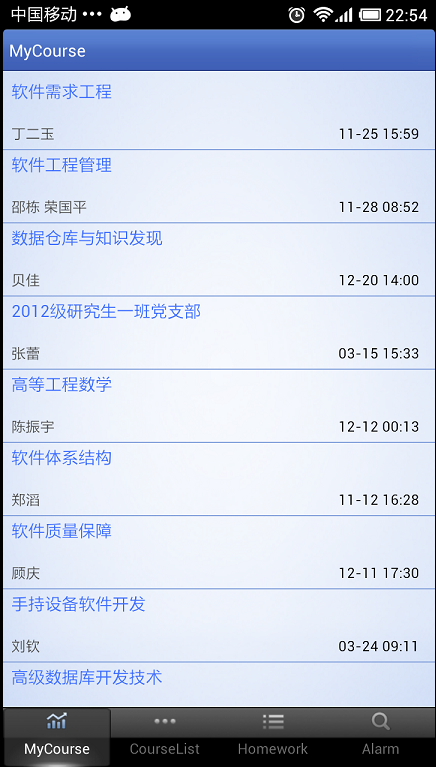 中国移动 ••• 22:54
MyCourse
软件需求工程
丁二玉 11-25 15:59
软件工程管理
邵栋 荣国平 11-28 08:52
数据仓库与知识发现
贝佳 12-20 14:00
2012级研究生一班党支部
张蕾 03-15 15:33
高等工程数学
陈振宇 12-12 00:13
软件体系结构
郑滔 11-12 16:28
软件质量保障
顾庆 12-11 17:30
手持设备软件开发
刘钦 03-24 09:11
高级数据库开发技术
MyCourse CourseList Homework Alarm